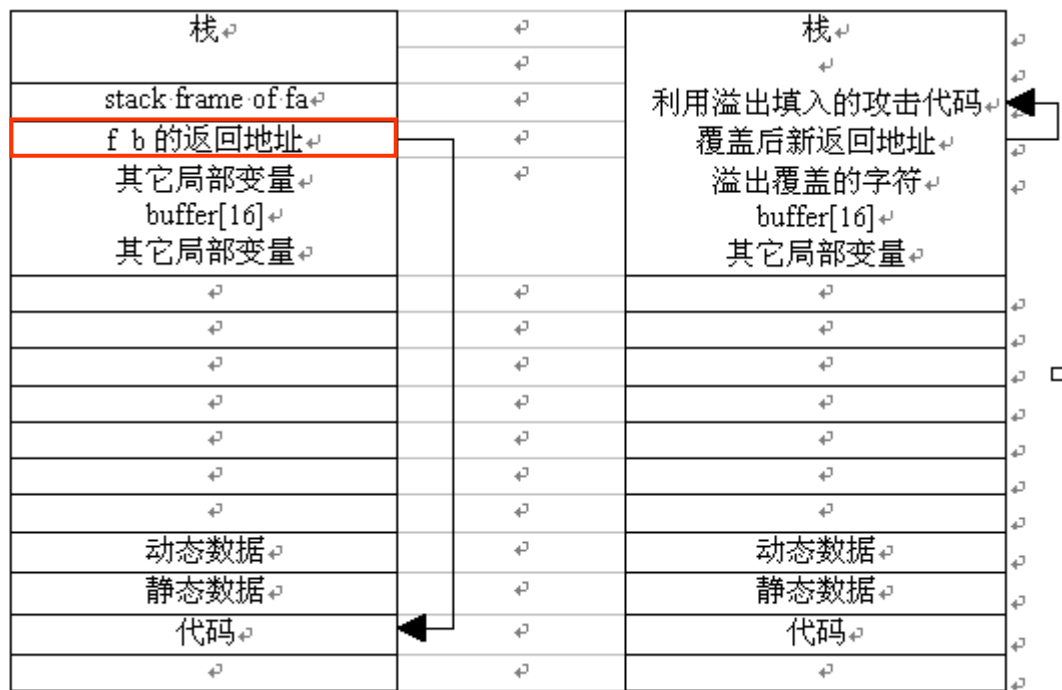 栈
stack frame of fa
f b 的返回地址
其它局部变量
buffer[16]
其它局部变量
动态数据
静态数据
代码
栈
利用溢出填入的攻击代码
覆盖后新返回地址
溢出覆盖的字符
buffer[16]
其它局部变量
动态数据
静态数据
代码